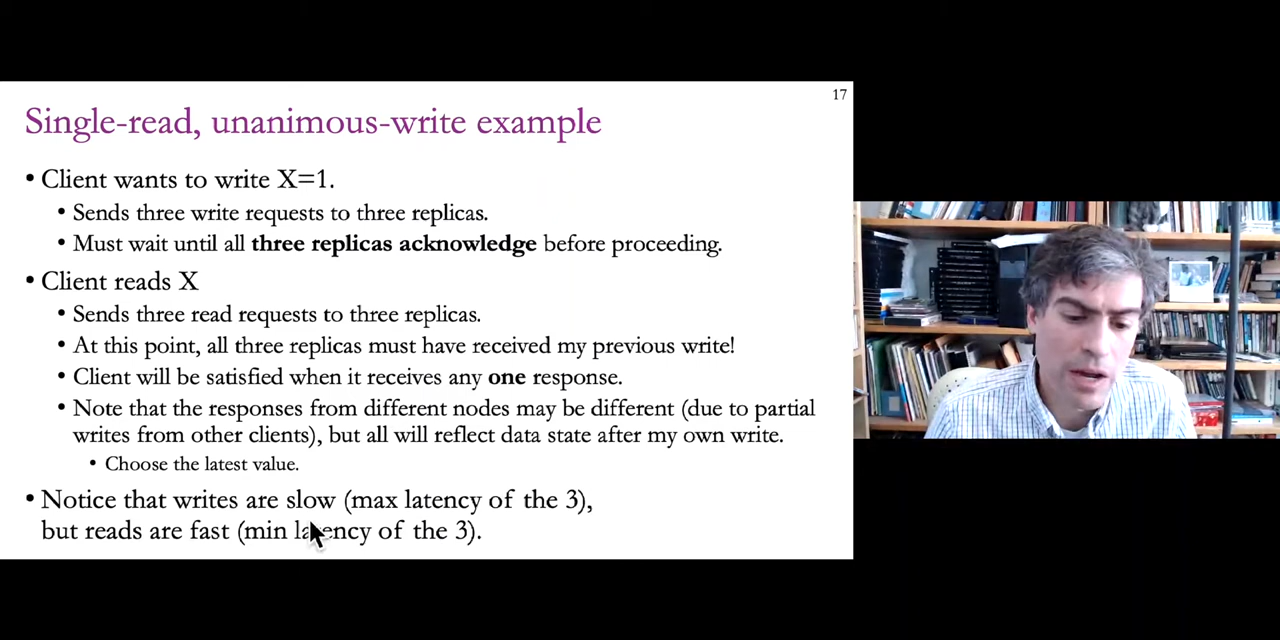 17
Single-read, unanimous-write example
• Client wants to write X=1.
• Sends three write requests to three replicas.
• Must wait until all three replicas acknowledge before proceeding.
• Client reads X
• Sends three read requests to three replicas.
• At this point, all three replicas must have received my previous write!
• Client will be satisfied when it receives any one response.
• Note that the responses from different nodes may be different (due to partial
writes from other clients), but all will reflect data state after my own write.
• Choose the latest value.
• Notice that writes are slow (max latency of the 3),
but reads are fast (min latency of the 3).